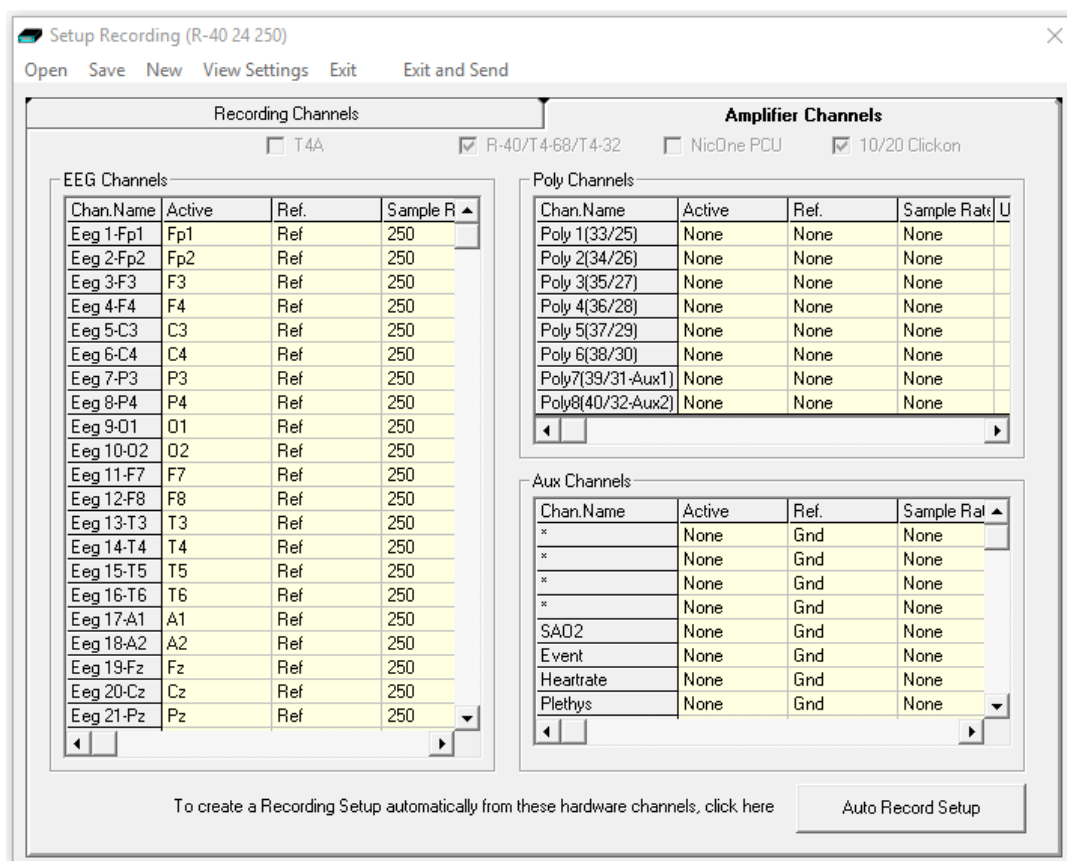 Setup Recording (R-40 24 250)
Open Save New View Settings Exit Exit and Send
Recording Channels Amplifier Channels
T4A R-40/T4-68/T4-32 NicOne PCU 10/20 Clickon
EEG Channels
Chan.Name Active Ref. Sample R
Eeg 1-Fp1 Fp1 Ref 250
Eeg 2-Fp2 Fp2 Ref 250
Eeg 3-F3 F3 Ref 250
Eeg 4-F4 F4 Ref 250
Eeg 5-C3 C3 Ref 250
Eeg 6-C4 C4 Ref 250
Eeg 7-P3 P3 Ref 250
Eeg 8-P4 P4 Ref 250
Eeg 9-O1 O1 Ref 250
Eeg 10-O2 O2 Ref 250
Eeg 11-F7 F7 Ref 250
Eeg 12-F8 F8 Ref 250
Eeg 13-T3 T3 Ref 250
Eeg 14-T4 T4 Ref 250
Eeg 15-T5 T5 Ref 250
Eeg 16-T6 T6 Ref 250
Eeg 17-A1 A1 Ref 250
Eeg 18-A2 A2 Ref 250
Eeg 19-Fz Fz Ref 250
Eeg 20-Cz Cz Ref 250
Eeg 21-Pz Pz Ref 250
Poly Channels
Chan.Name Active Ref. Sample Rate U
Poly 1(33/25) None None None
Poly 2(34/26) None None None
Poly 3(35/27) None None None
Poly 4(36/28) None None None
Poly 5(37/29) None None None
Poly 6(38/30) None None None
Poly7(39/31-Aux1) None None None
Poly8(40/32-Aux2) None None None
Aux Channels
Chan.Name Active Ref. Sample Rat
* None Gnd None
* None Gnd None
* None Gnd None
* None Gnd None
SAO2 None Gnd None
Event None Gnd None
Heartrate None Gnd None
Plethys None Gnd None
To create a Recording Setup automatically from these hardware channels, click here
Auto Record Setup